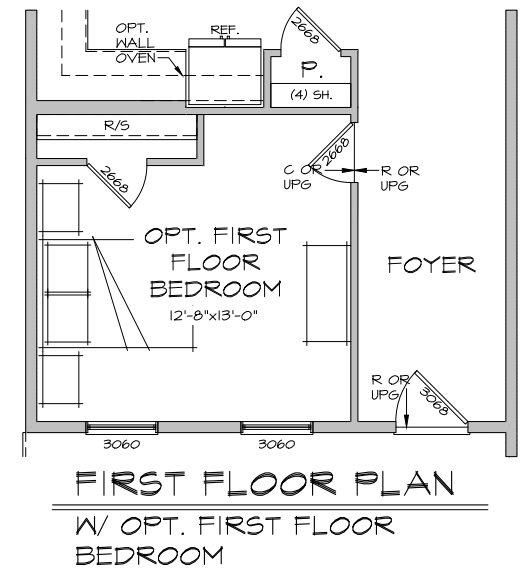 OPT.
WALL
OVEN
REF.
2668
P.
(4) SH.
R/S
2668
2668
C OR
UPG
R OR
UPG
OPT. FIRST
FLOOR
BEDROOM
12'-8"x13'-0"
FOYER
R OR
UPG
3068
3060
3060
FIRST FLOOR PLAN
W/ OPT. FIRST FLOOR
BEDROOM